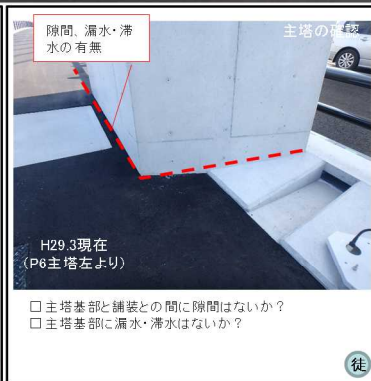 主塔の確認
隙間、漏水・滞
水の有無
H29.3現在
(P6主塔左より)
□主塔基部と舗装との間に隙間はないか?
□主塔基部に漏水・滞水はないか?
徒